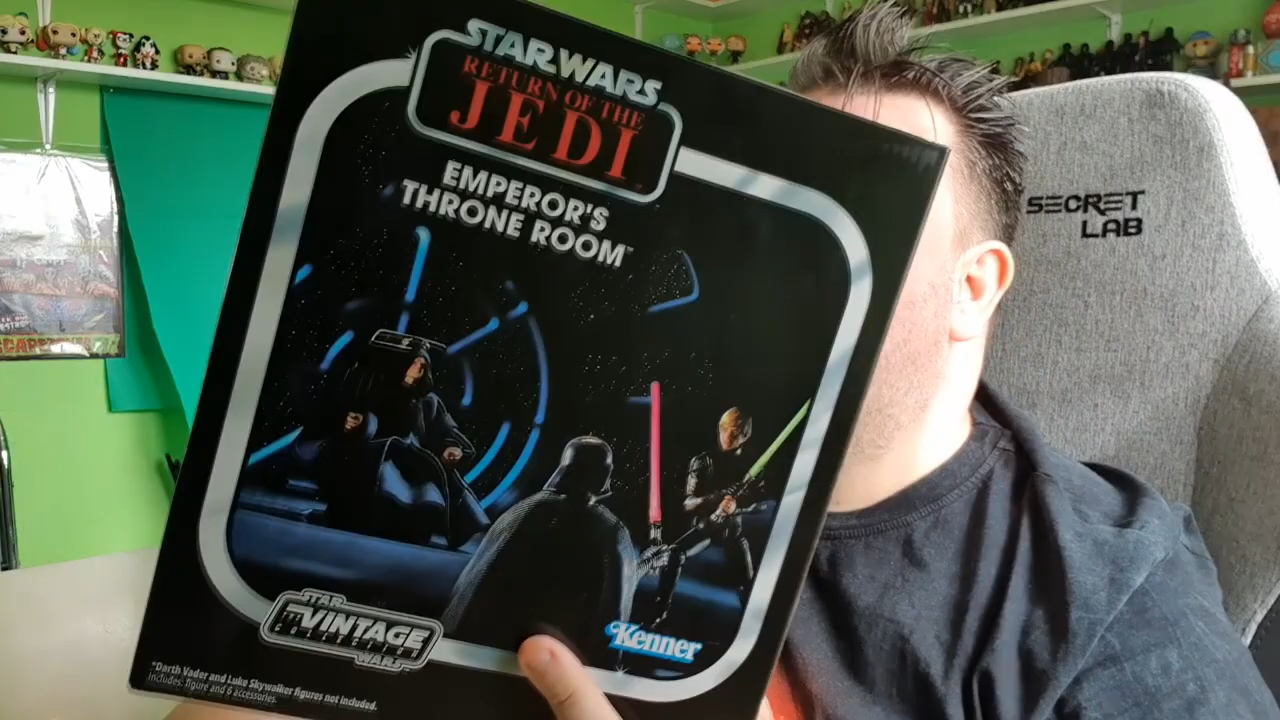 STAR WARS
RETURN OF THE
JEDI
EMPEROR'S
THRONE ROOM™
STAR
THE VINTAGE
COLLECTION
WARS
Kenner
*Darth Vader and Luke Skywalker figures not included.
Includes: figure and 6 accessories.
SECRET
LAB